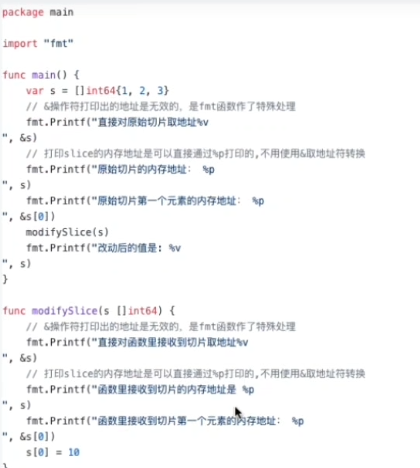 package main
import "fmt"
func main() {
    var s = []int64{1, 2, 3}
    // &操作符打印出的地址是无效的, 是fmt函数作了特殊处理
    fmt.Printf("直接对原始切片取地址%v
", &s)
    // 打印slice的内存地址是可以直接通过%p打印的,不用使用&取地址符转换
    fmt.Printf("原始切片的内存地址: %p
", s)
    fmt.Printf("原始切片第一个元素的内存地址: %p
", &s[0])
    modifySlice(s)
    fmt.Printf("改动后的值是: %v
", s)
}
func modifySlice(s []int64) {
    // &操作符打印出的地址是无效的, 是fmt函数作了特殊处理
    fmt.Printf("直接对函数里接收到切片取地址%v
", &s)
    // 打印slice的内存地址是可以直接通过%p打印的,不用使用&取地址符转换
    fmt.Printf("函数里接收到切片的内存地址是 %p
", s)
    fmt.Printf("函数里接收到切片第一个元素的内存地址: %p
", &s[0])
    s[0] = 10
}